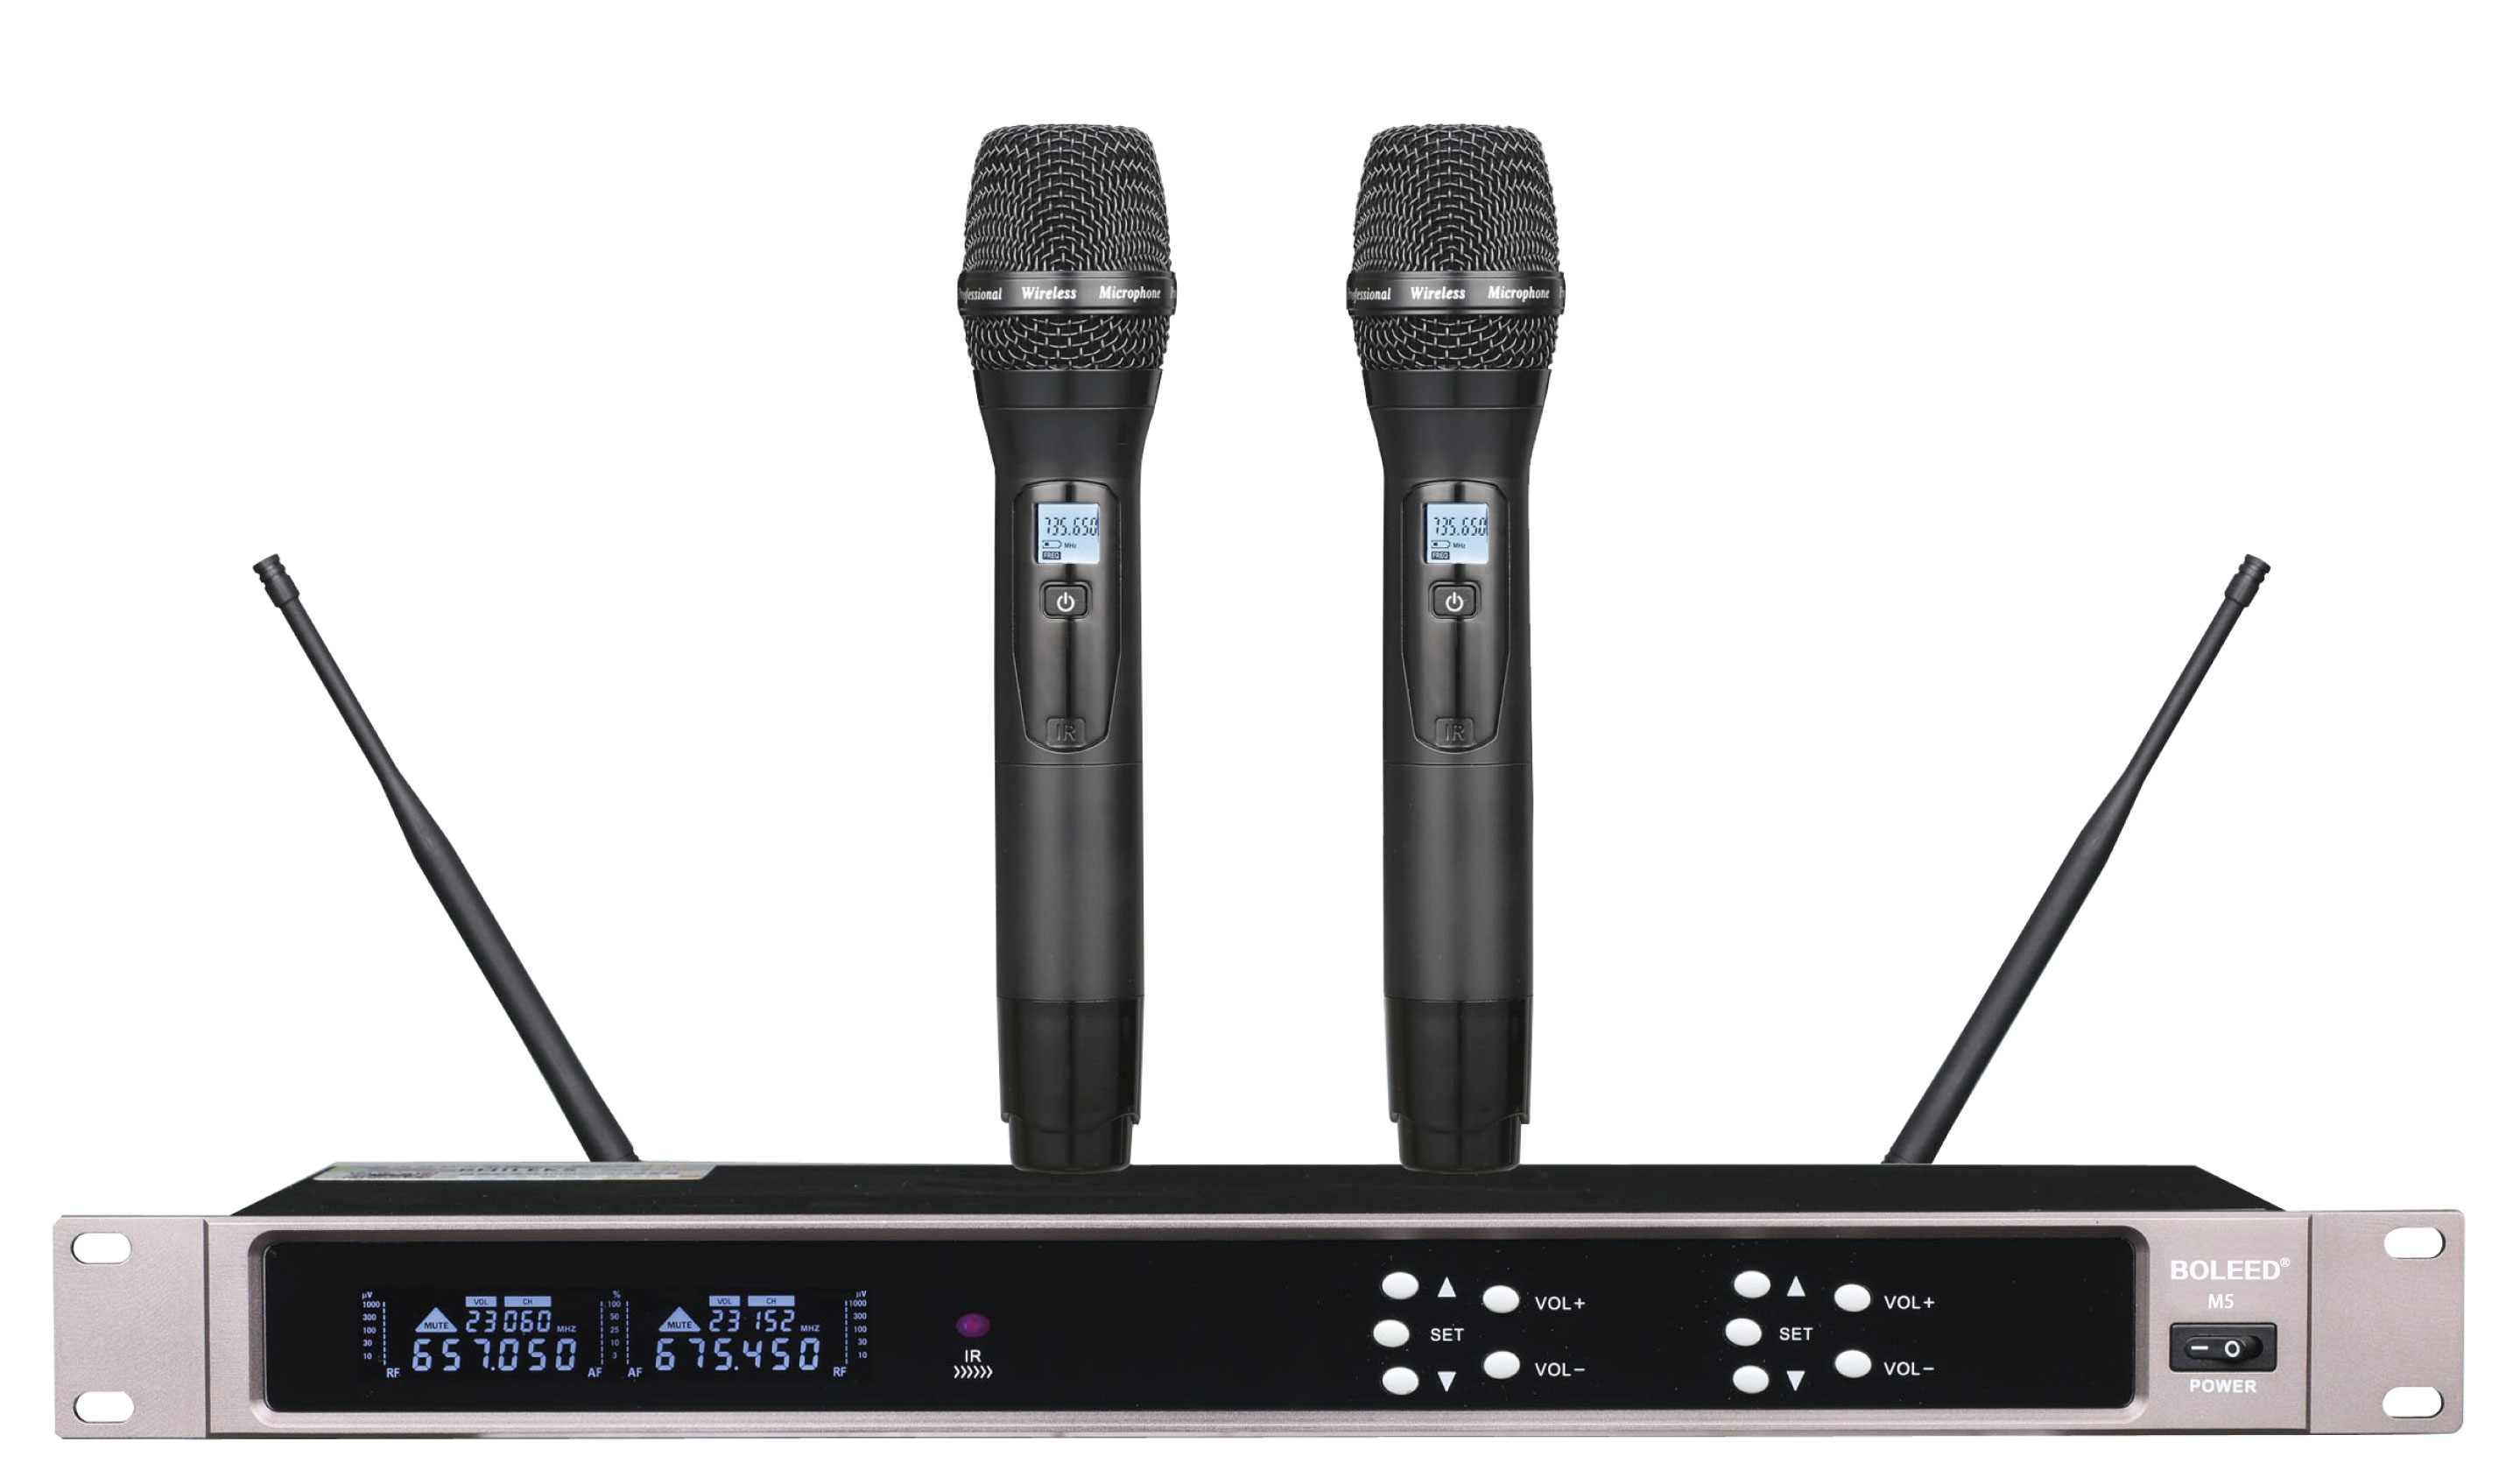 Professional Wireless Microphone
Professional Wireless Microphone
735.650
MHz
FREQ
735.650
MHz
FREQ
IR
IR
µV
1000
300
100
30
10
RF
MUTE
VOL CH
23 060 MHZ
657.050
AF
%
100
50
25
10
3
AF
MUTE
VOL CH
23 152 MHZ
675.450
RF
µV
1000
300
100
30
10
IR
»»»
▲
SET
▼
VOL+
VOL−
▲
SET
▼
VOL+
VOL−
BOLEED®
M5
POWER